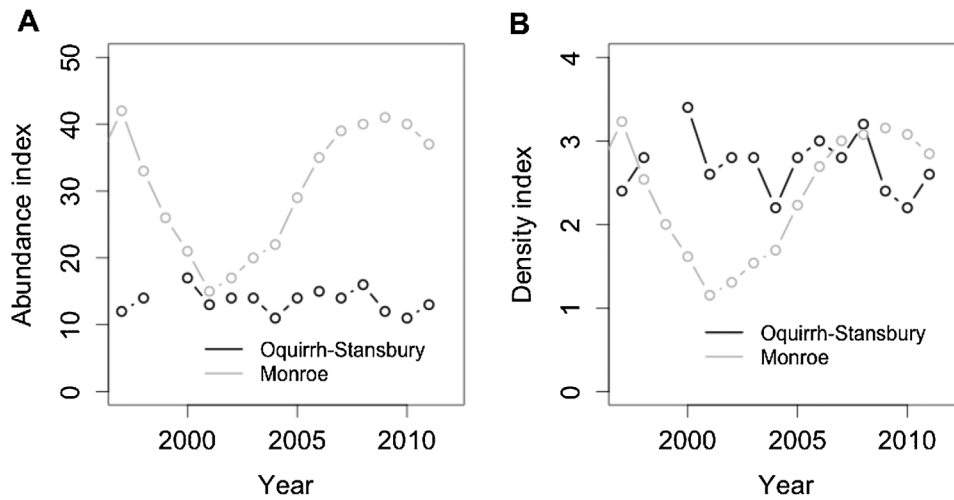 A
B
Abundance index
50
40
30
20
10
0
Oquirrh-Stansbury
Monroe
2000 2005 2010
Year
Density index
4
3
2
1
0
Oquirrh-Stansbury
Monroe
2000 2005 2010
Year